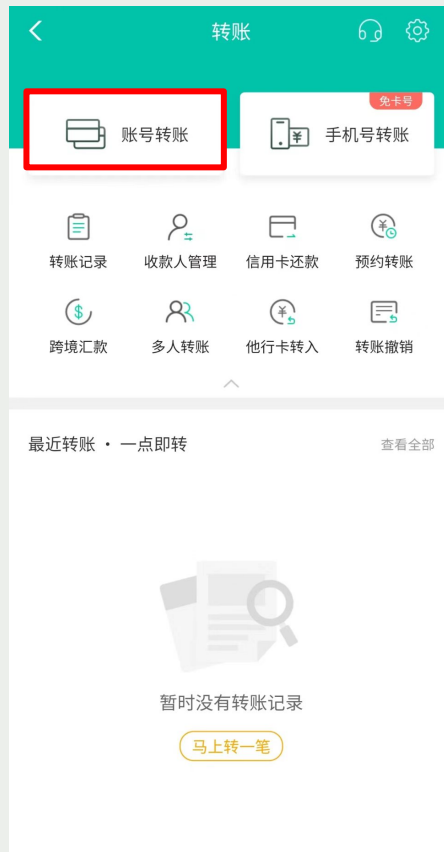 转账
账号转账
免卡号
手机号转账
转账记录 收款人管理 信用卡还款 预约转账
跨境汇款 多人转账 他行卡转入 转账撤销
最近转账 · 一点即转 查看全部
暂时没有转账记录
马上转一笔